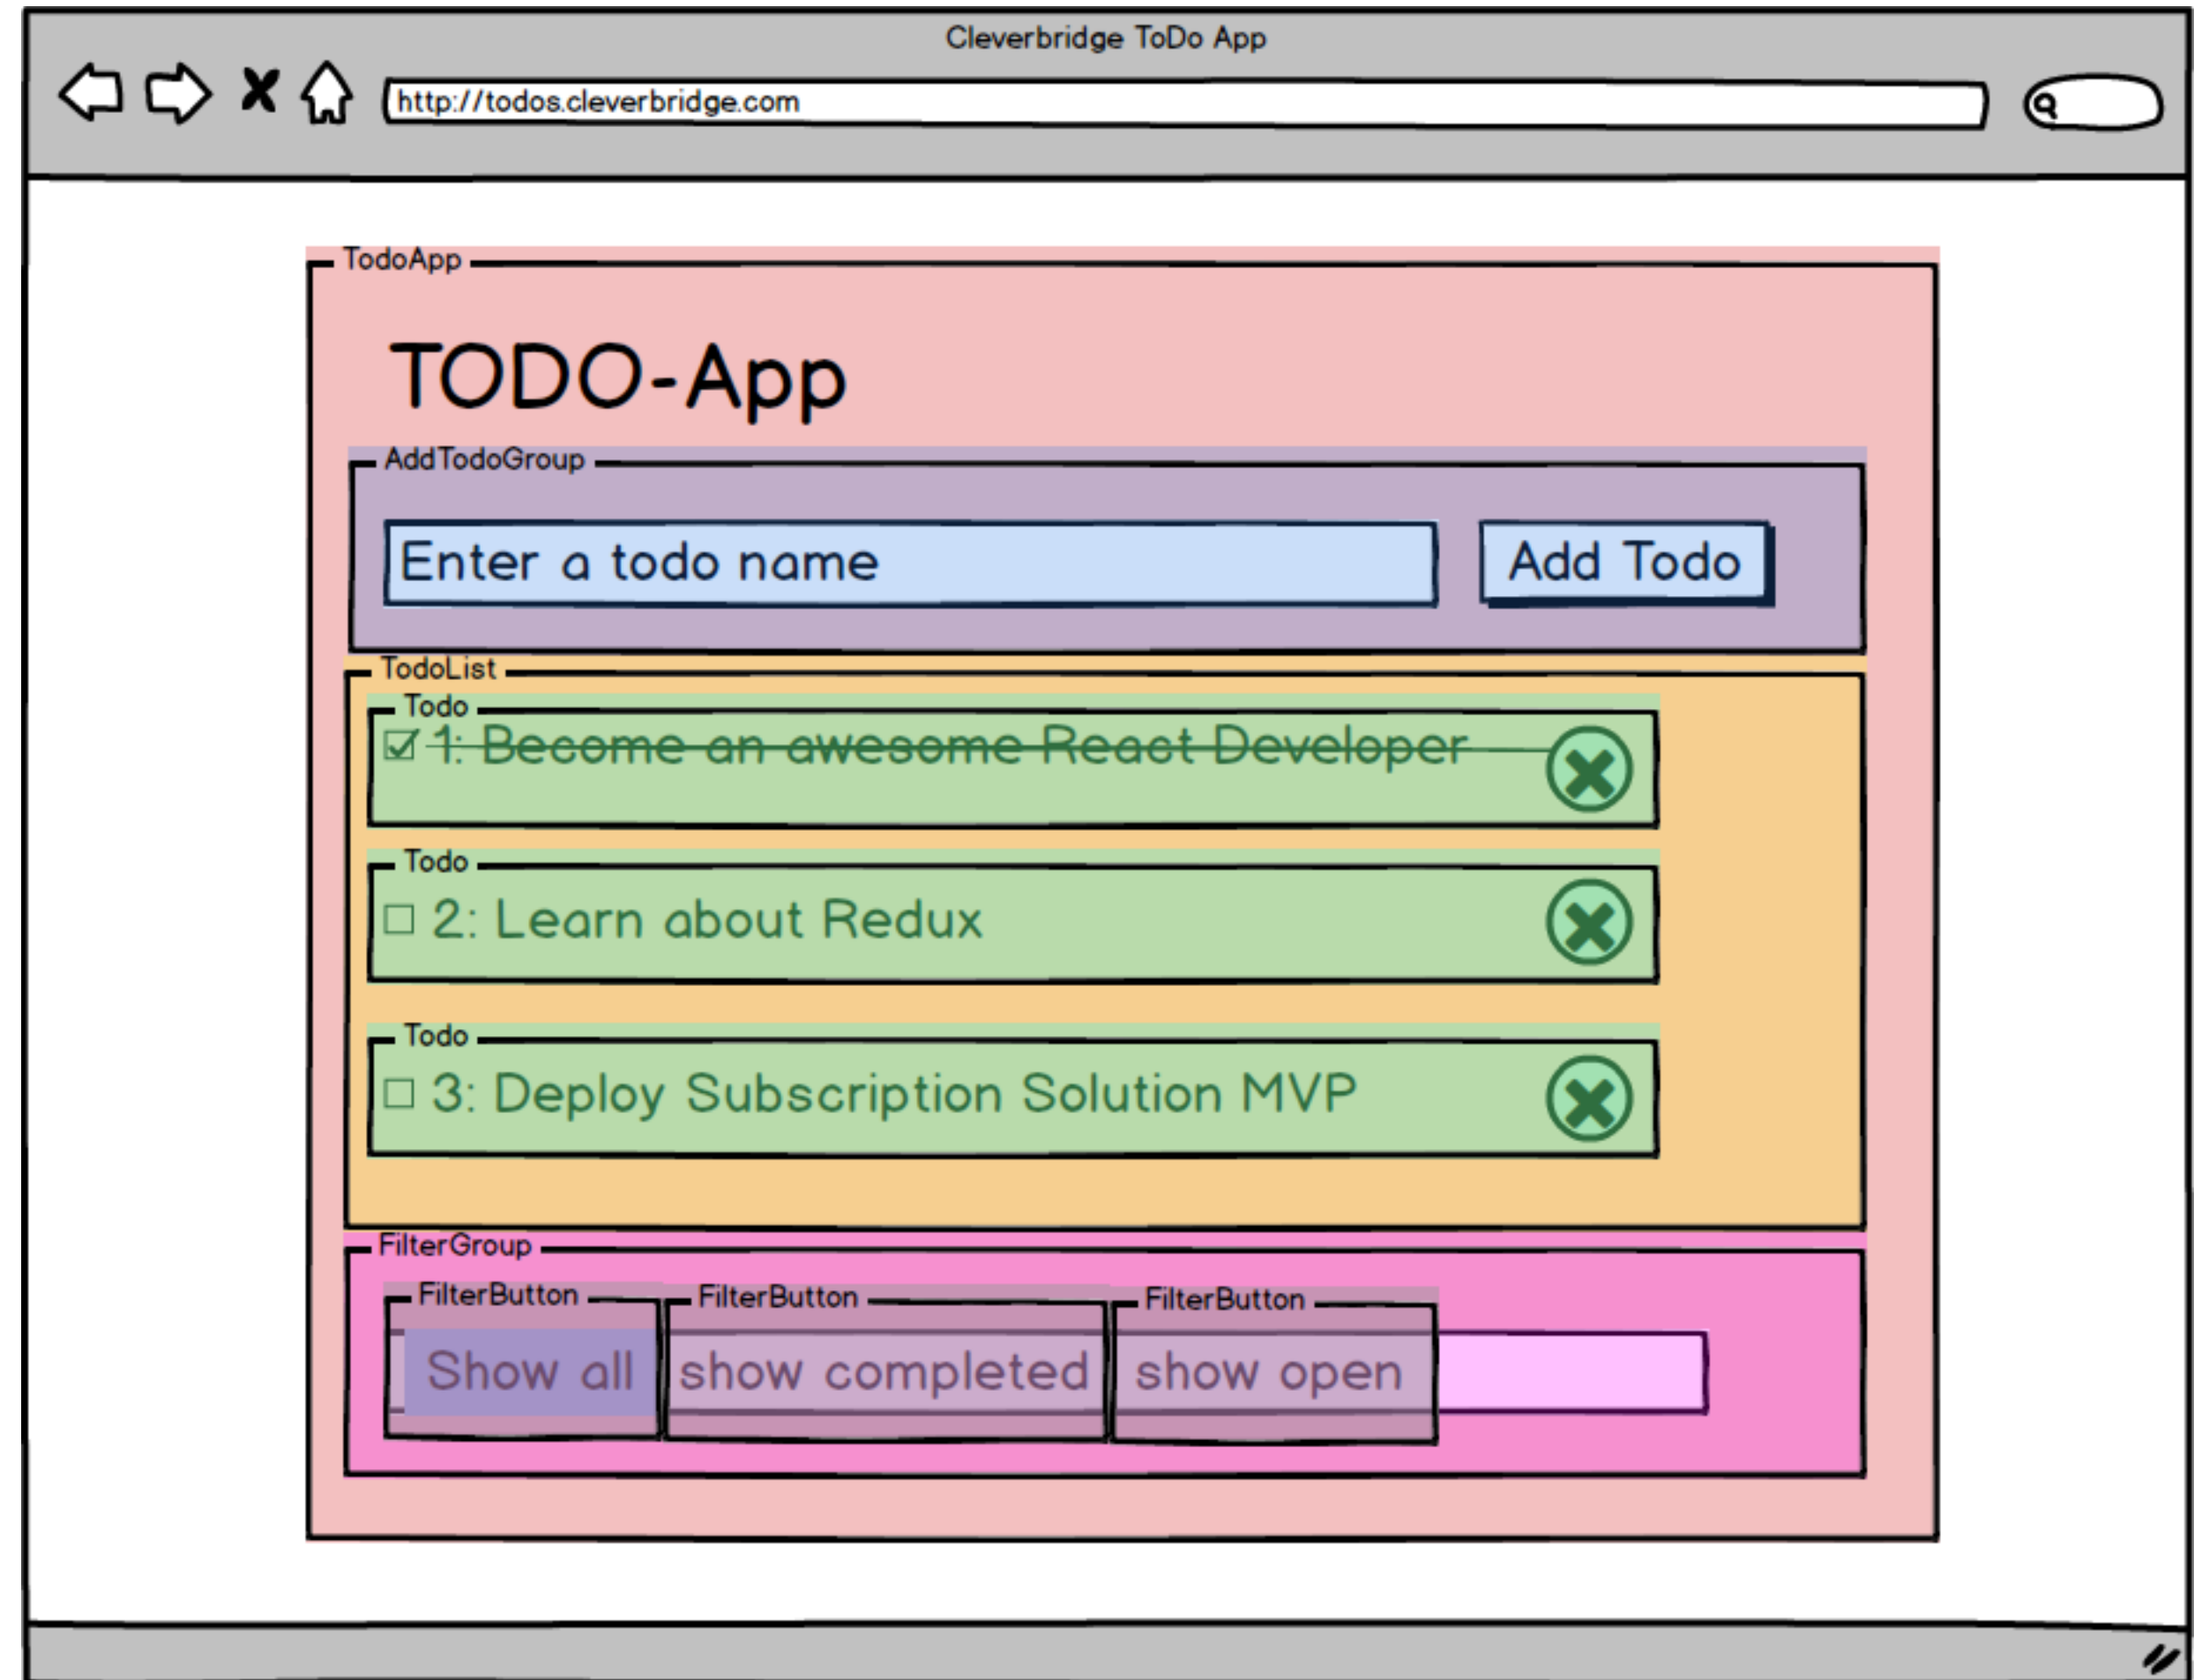 Cleverbridge ToDo App
http://todos.cleverbridge.com
TodoApp
TODO-App
AddTodoGroup
Enter a todo name
Add Todo
TodoList
Todo
1: Become an awesome React Developer
Todo
2: Learn about Redux
Todo
3: Deploy Subscription Solution MVP
FilterGroup
FilterButton FilterButton FilterButton
Show all show completed show open